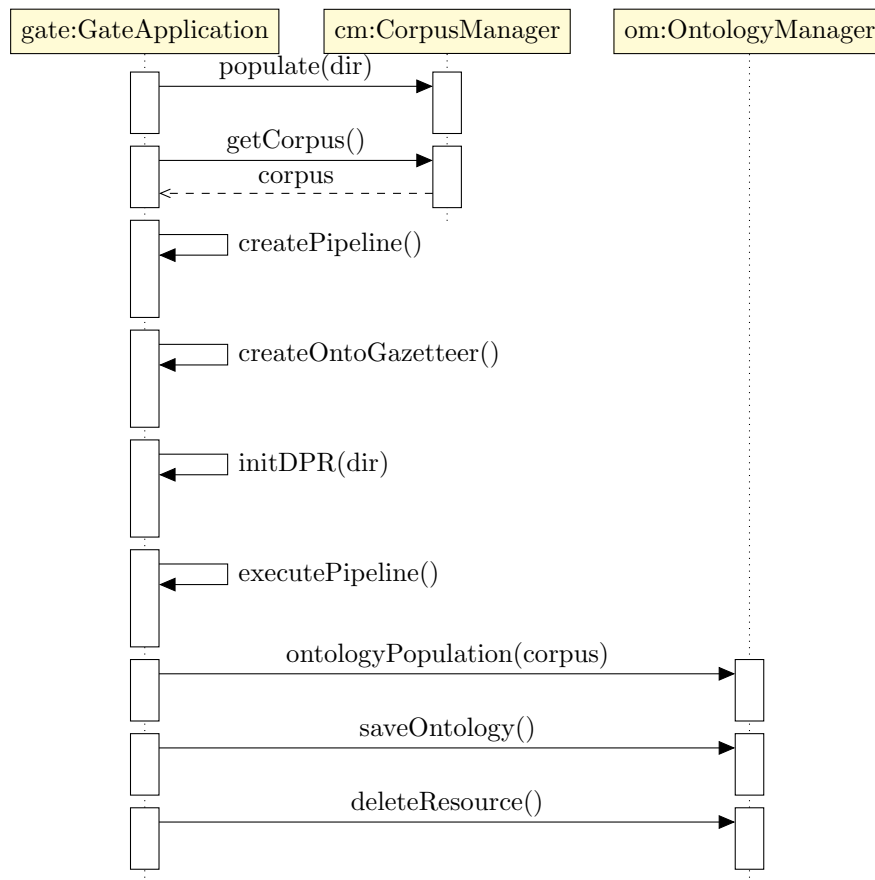 gate:GateApplication
cm:CorpusManager
om:OntologyManager
populate(dir)
getCorpus()
corpus
createPipeline()
createOntoGazetteer()
initDPR(dir)
executePipeline()
ontologyPopulation(corpus)
saveOntology()
deleteResource()